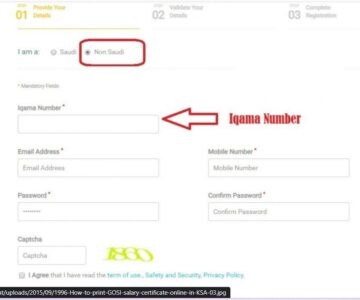 STEP
01 Provide Your
Details
STEP
02 Validate Your
Details
STEP
03 Complete
Registration
I am a: Saudi Non Saudi
* Mandatory Fields
Iqama Number *
Iqama Number
Email Address * Mobile Number *
Email Address Mobile Number
Password * Confirm Password *
•••••••• Confirm Password
Captcha
Captcha
I Agree that I have read the term of use., Safety and Security, Privacy Policy.
nt/uploads/2015/09/1996-How-to-print-GOSI-salary-certificate-online-in-KSA-03.jpg